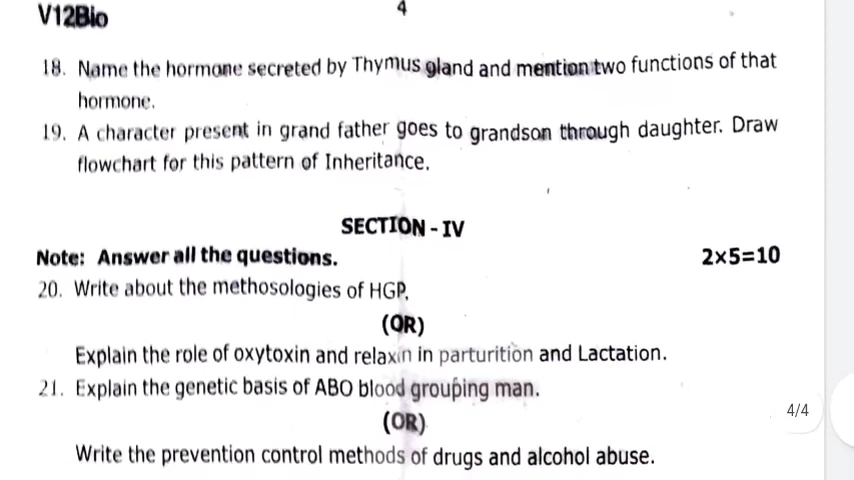 V12Bio
4
18. Name the hormone secreted by Thymus gland and mention two functions of that
hormone.
19. A character present in grand father goes to grandson through daughter. Draw
flowchart for this pattern of Inheritance.
SECTION - IV
Note: Answer all the questions. 2×5=10
20. Write about the methosologies of HGP.
(OR)
Explain the role of oxytoxin and relaxin in parturition and Lactation.
21. Explain the genetic basis of ABO blood grouping man.
(OR)
4/4
Write the prevention control methods of drugs and alcohol abuse.